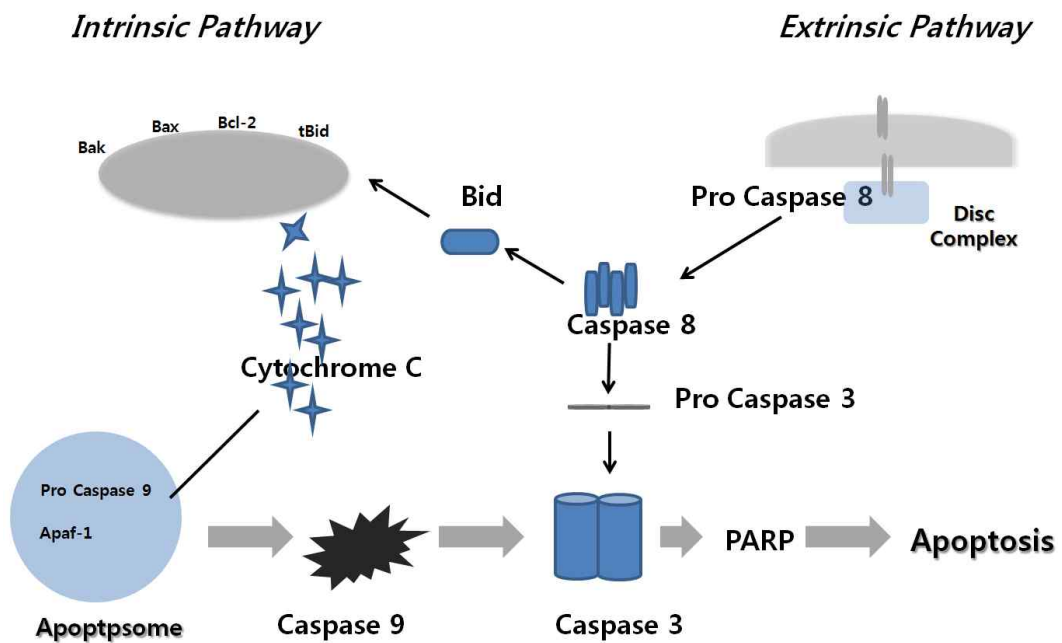 Intrinsic Pathway
Extrinsic Pathway
Bak
Bax
Bcl-2
tBid
Bid
Pro Caspase 8
Disc
Complex
Caspase 8
Cytochrome C
Pro Caspase 3
Pro Caspase 9
Apaf-1
PARP
Apoptosis
Apoptpsome
Caspase 9
Caspase 3